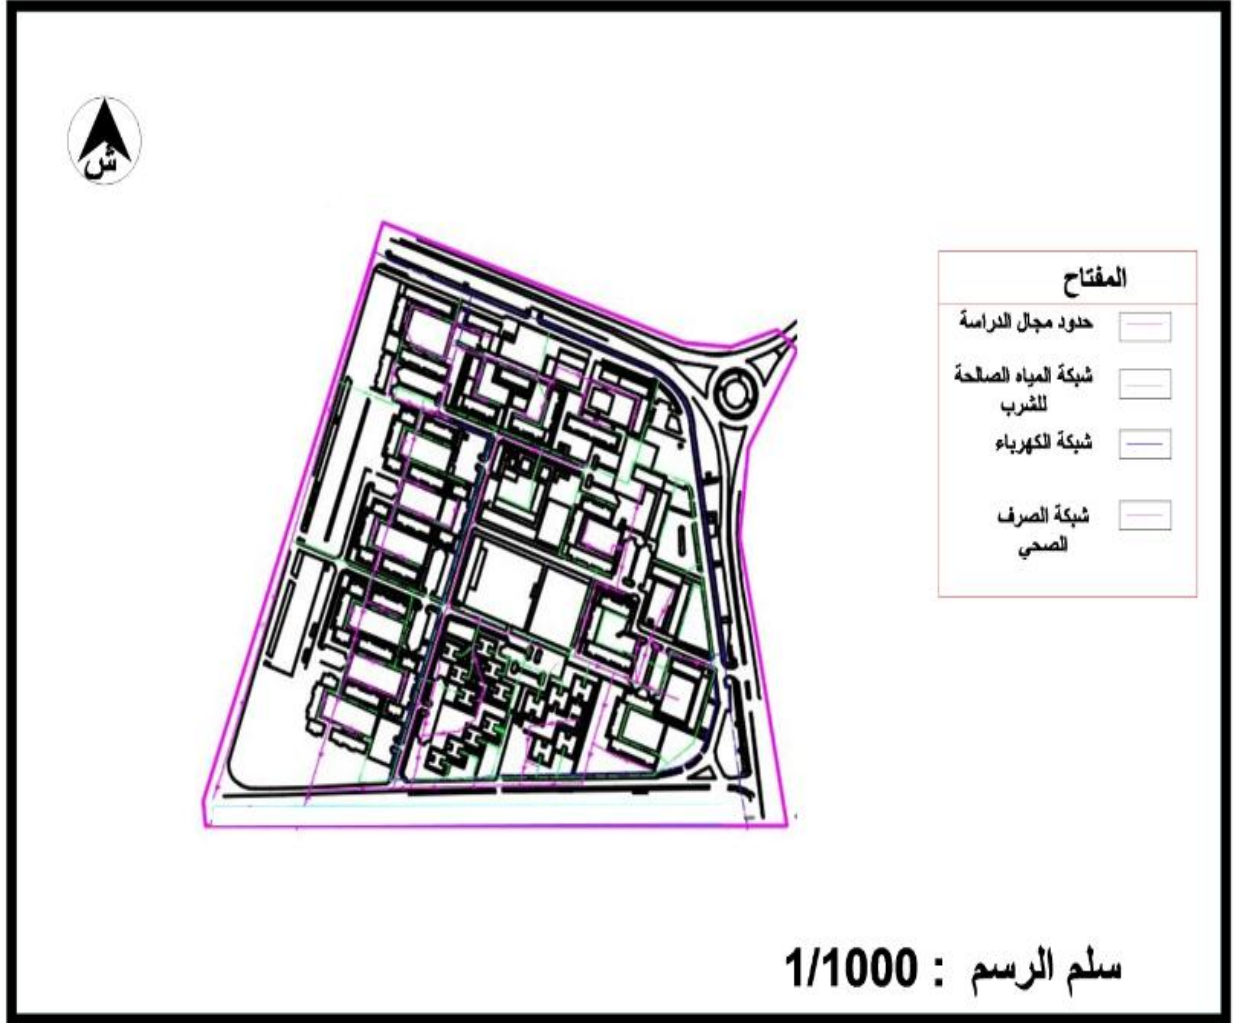 ش
المفتاح
حدود مجال الدراسة
شبكة المياه الصالحة
للشرب
شبكة الكهرباء
شبكة الصرف
الصحي
سلم الرسم : 1/1000